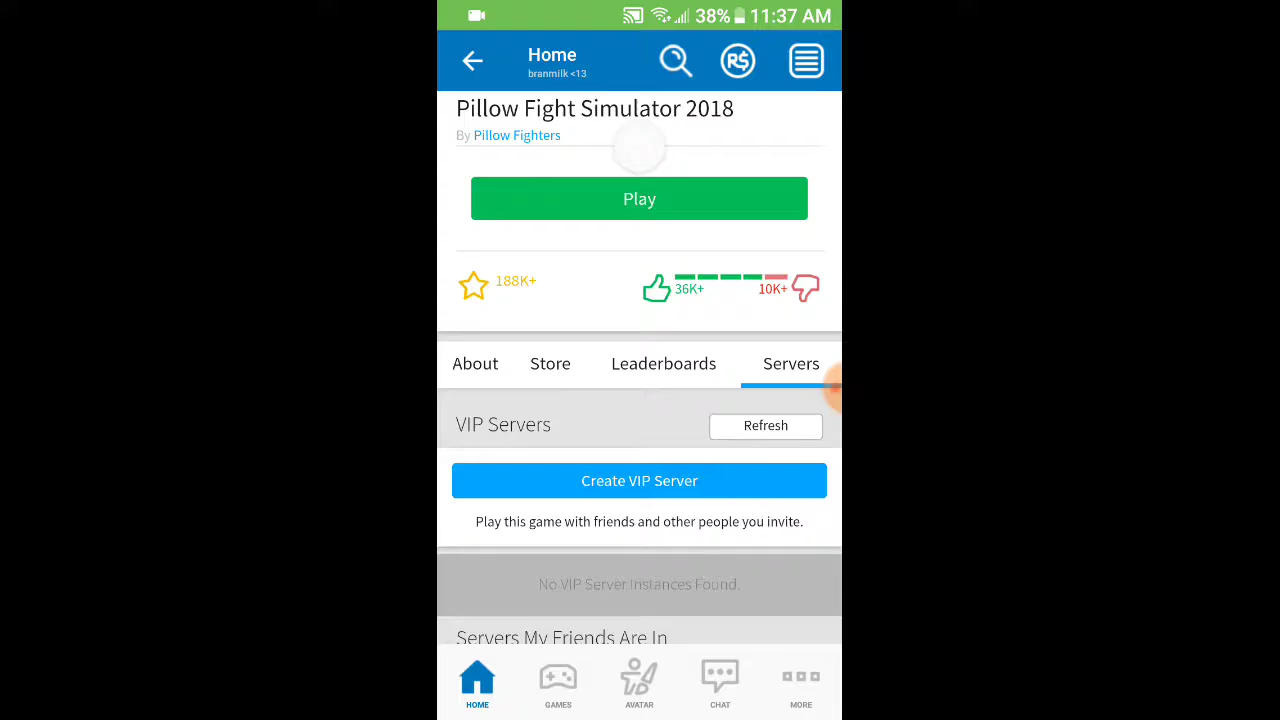 38% 11:37 AM
Home
branmilk <13
R$
Pillow Fight Simulator 2018
By Pillow Fighters
Play
188K+
36K+
10K+
About Store Leaderboards Servers
VIP Servers
Refresh
Create VIP Server
Play this game with friends and other people you invite.
No VIP Server Instances Found.
Servers My Friends Are In
HOME GAMES AVATAR CHAT MORE